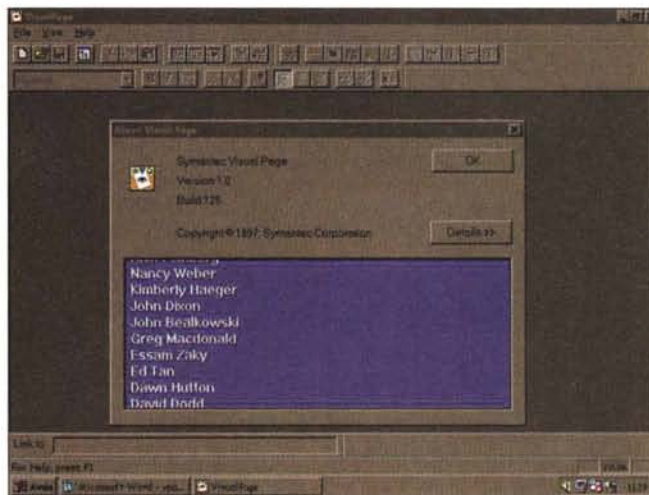 VisualPage
File View Help
About Visual Page
Symantec Visual Page
Version 1.0
Build 126
Copyright © 1997, Symantec Corporation
OK
Details >>
Nancy Weber
Kimberly Haeger
John Dixon
John Bealkowski
Greg Macdonald
Essam Zaky
Ed Tan
Dawn Hutton
David Dodd
Link to:
For Help, press F1
Microsoft Word -
VisualPage